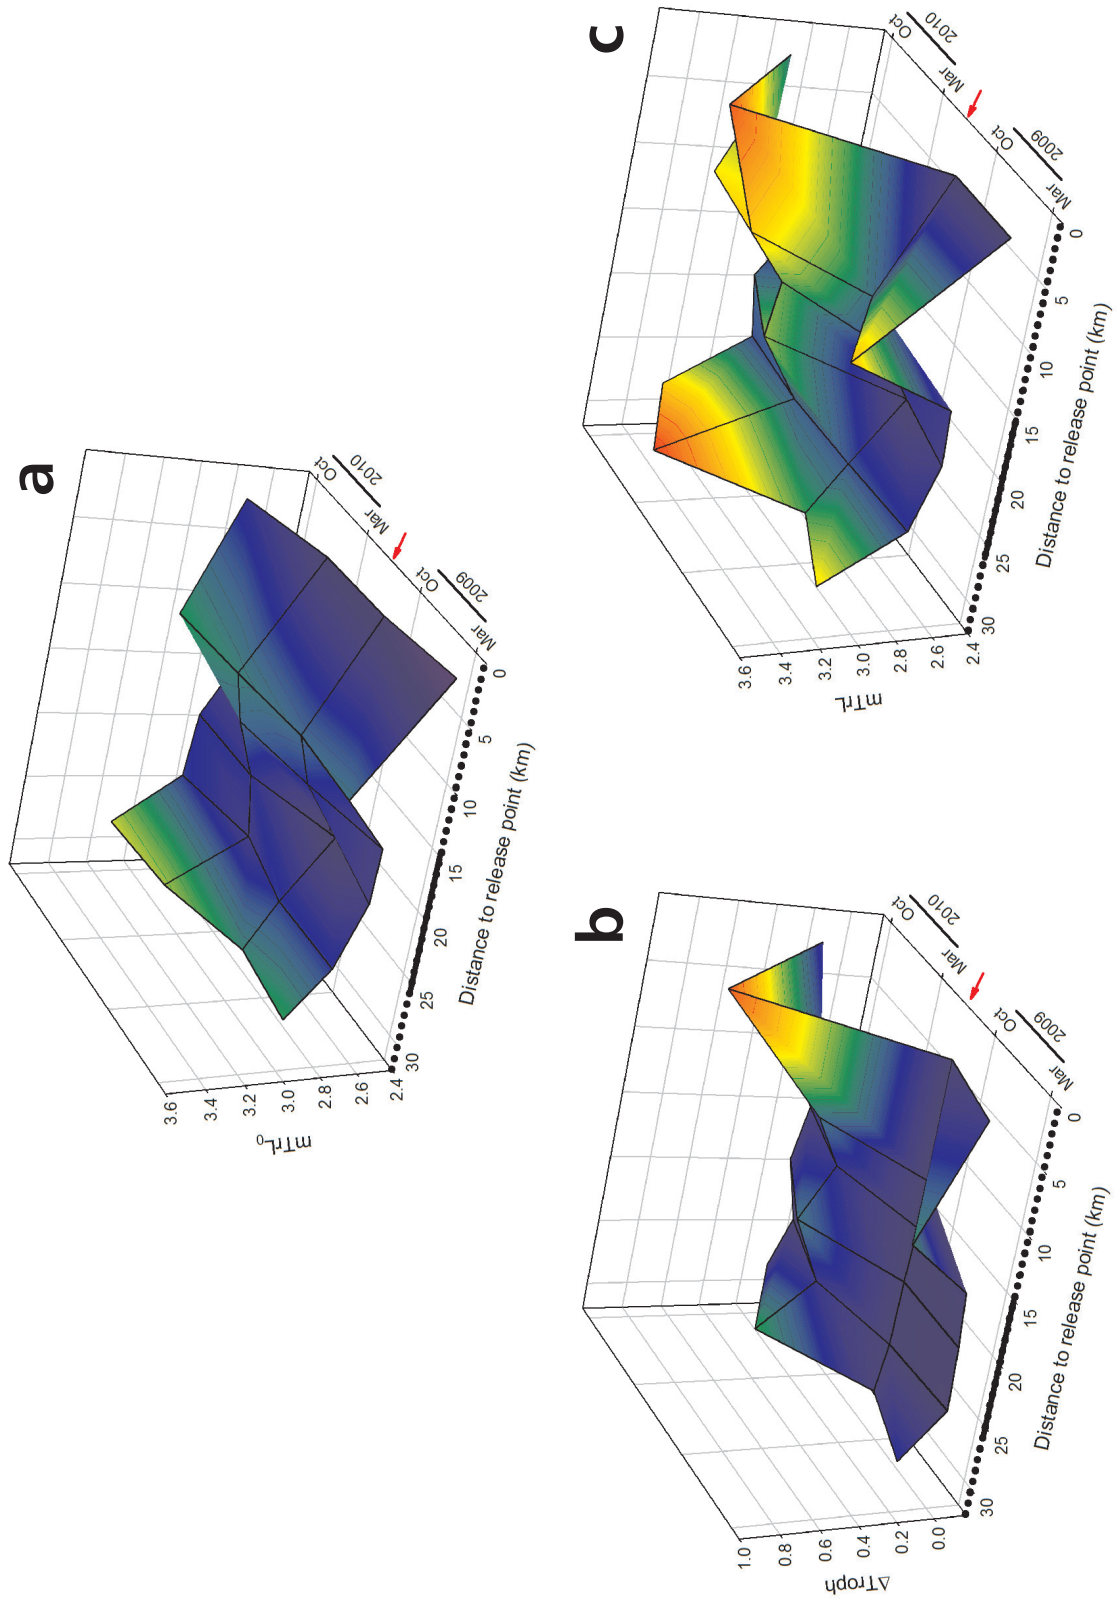 a
3.6
3.4
3.2
3.0
2.8
2.6
2.4
mTrL0
30
25
20
15
10
5
0
Distance to release point (km)
Mar
2009
Oct
Mar
2010
Oct
b
1.0
0.8
0.6
0.4
0.2
0.0
ΔTroph
30
25
20
15
10
5
0
Distance to release point (km)
Mar
2009
Oct
Mar
2010
Oct
c
3.6
3.4
3.2
3.0
2.8
2.6
2.4
mTrL
30
25
20
15
10
5
0
Distance to release point (km)
Mar
2009
Oct
Mar
2010
Oct